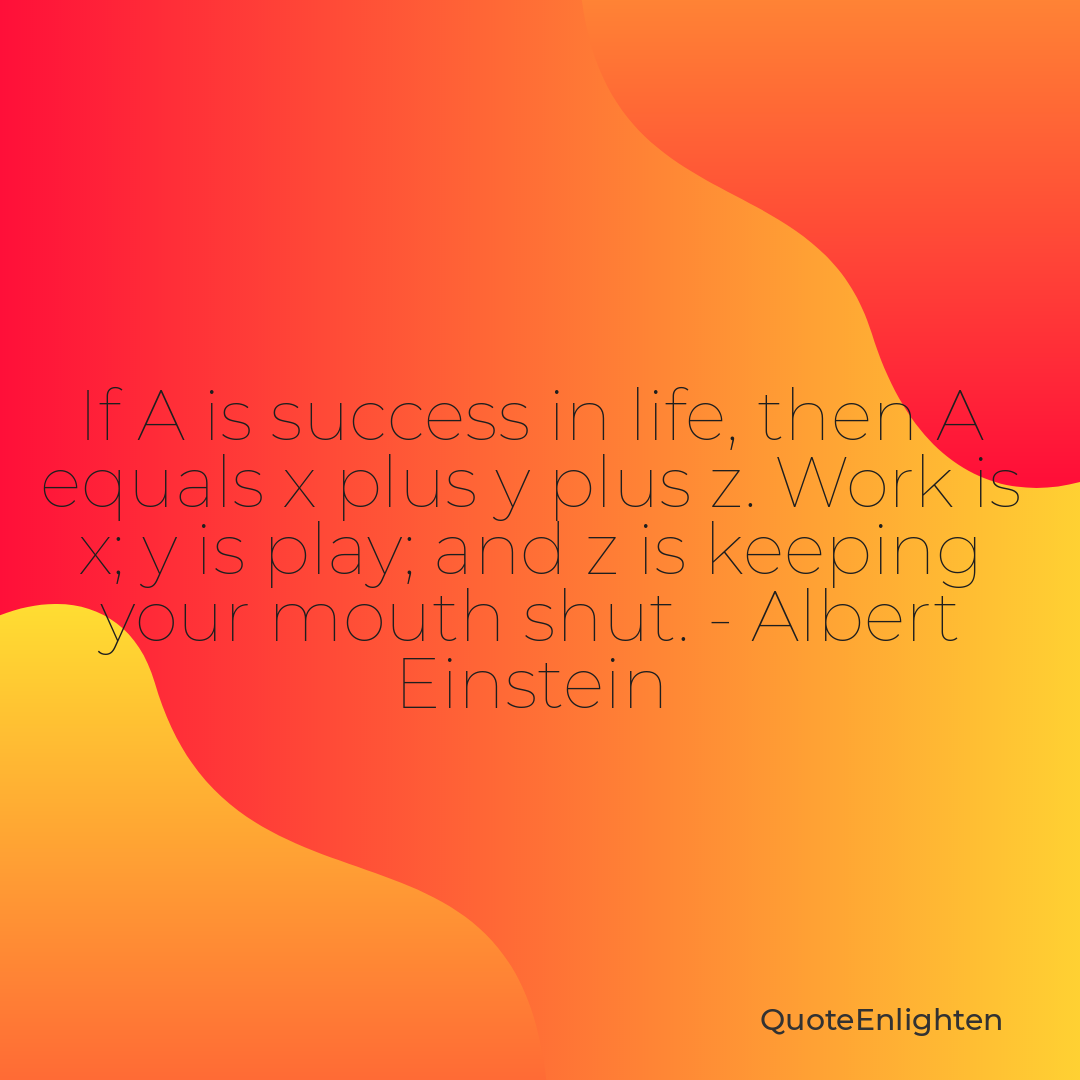 If A is success in life, then A
equals x plus y plus z. Work is
x; y is play; and z is keeping
your mouth shut. - Albert
Einstein
QuoteEnlighten